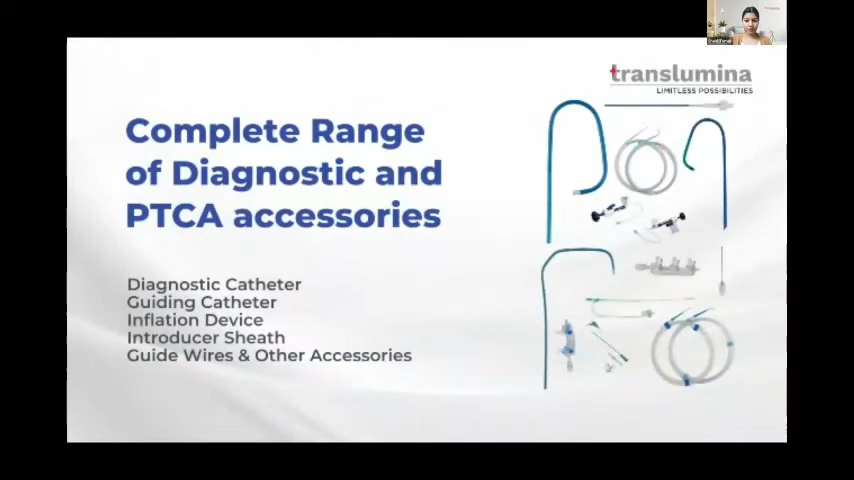 translumina
LIMITLESS POSSIBILITIES
Complete Range
of Diagnostic and
PTCA accessories
Diagnostic Catheter
Guiding Catheter
Inflation Device
Introducer Sheath
Guide Wires & Other Accessories